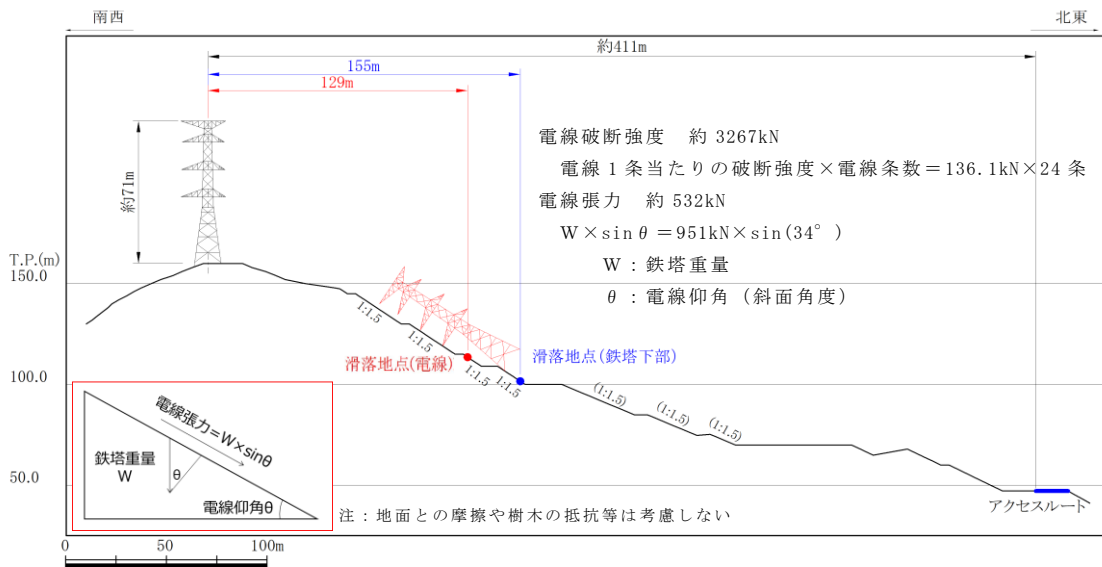 南西
北東
約411m
155m
129m
電線破断強度 約 3267kN
電線 1 条当たりの破断強度×電線条数＝136.1kN×24 条
電線張力 約 532kN
W×sin θ＝951kN×sin(34°)
W：鉄塔重量
θ：電線仰角（斜面角度）
約71m
T.P.(m)
150.0
100.0
50.0
1:1.5
1:1.5
1:1.5
1:1.5
滑落地点(電線)
滑落地点(鉄塔下部)
(1:1.5)
(1:1.5)
(1:1.5)
電線張力=W×sinθ
鉄塔重量
W
θ
電線仰角θ
注：地面との摩擦や樹木の抵抗等は考慮しない
アクセスルート
0
50
100m